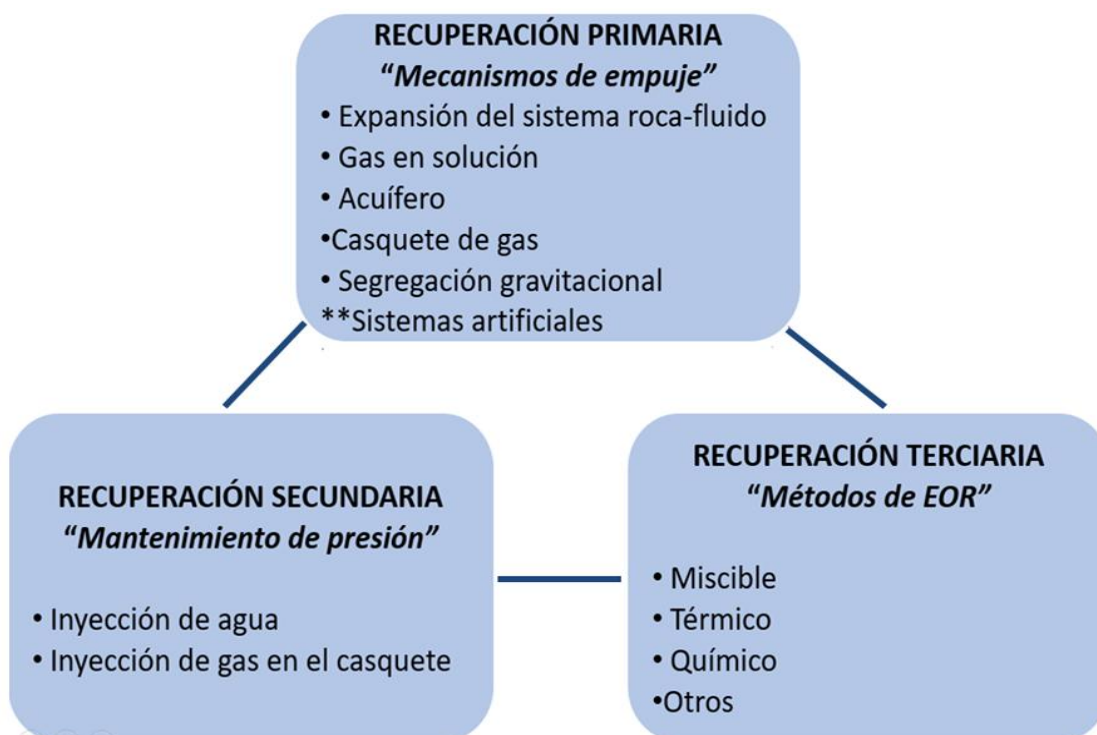 RECUPERACIÓN PRIMARIA
“Mecanismos de empuje”
• Expansión del sistema roca-fluido
• Gas en solución
• Acuífero
•Casquete de gas
• Segregación gravitacional
**Sistemas artificiales
RECUPERACIÓN SECUNDARIA
“Mantenimiento de presión”
• Inyección de agua
• Inyección de gas en el casquete
RECUPERACIÓN TERCIARIA
“Métodos de EOR”
• Miscible
• Térmico
• Químico
•Otros